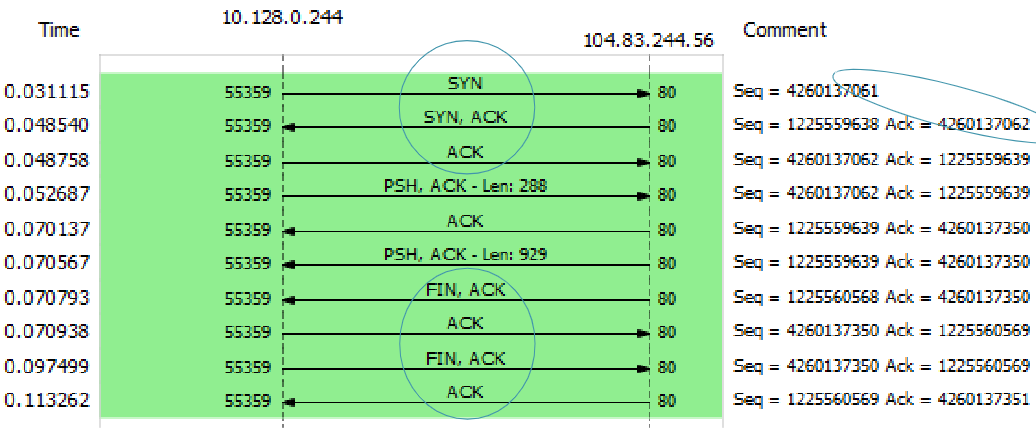 10.128.0.244
Time
104.83.244.56 Comment
0.031115 55359 SYN 80 Seq = 4260137061
0.048540 55359 SYN, ACK 80 Seq = 1225559638 Ack = 4260137062
0.048758 55359 ACK 80 Seq = 4260137062 Ack = 1225559639
0.052687 55359 PSH, ACK - Len: 288 80 Seq = 4260137062 Ack = 1225559639
0.070137 55359 ACK 80 Seq = 1225559639 Ack = 4260137350
0.070567 55359 PSH, ACK - Len: 929 80 Seq = 1225559639 Ack = 4260137350
0.070793 55359 FIN, ACK 80 Seq = 1225560568 Ack = 4260137350
0.070938 55359 ACK 80 Seq = 4260137350 Ack = 1225560569
0.097499 55359 FIN, ACK 80 Seq = 4260137350 Ack = 1225560569
0.113262 55359 ACK 80 Seq = 1225560569 Ack = 4260137351